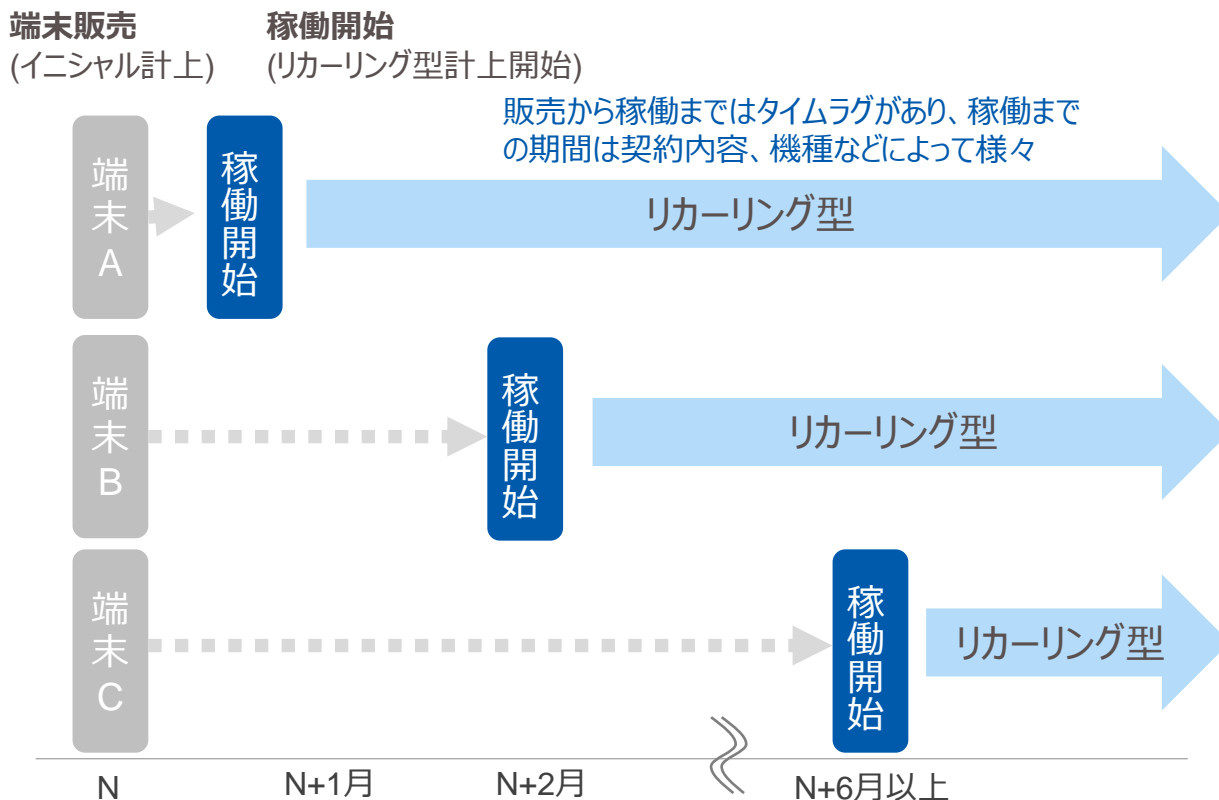 端末販売
(イニシャル計上)
稼働開始
(リカーリング型計上開始)
販売から稼働まではタイムラグがあり、稼働まで
の期間は契約内容、機種などによって様々
端末A
稼働開始
リカーリング型
端末B
稼働開始
リカーリング型
端末C
稼働開始
リカーリング型
N
N+1月
N+2月
N+6月以上